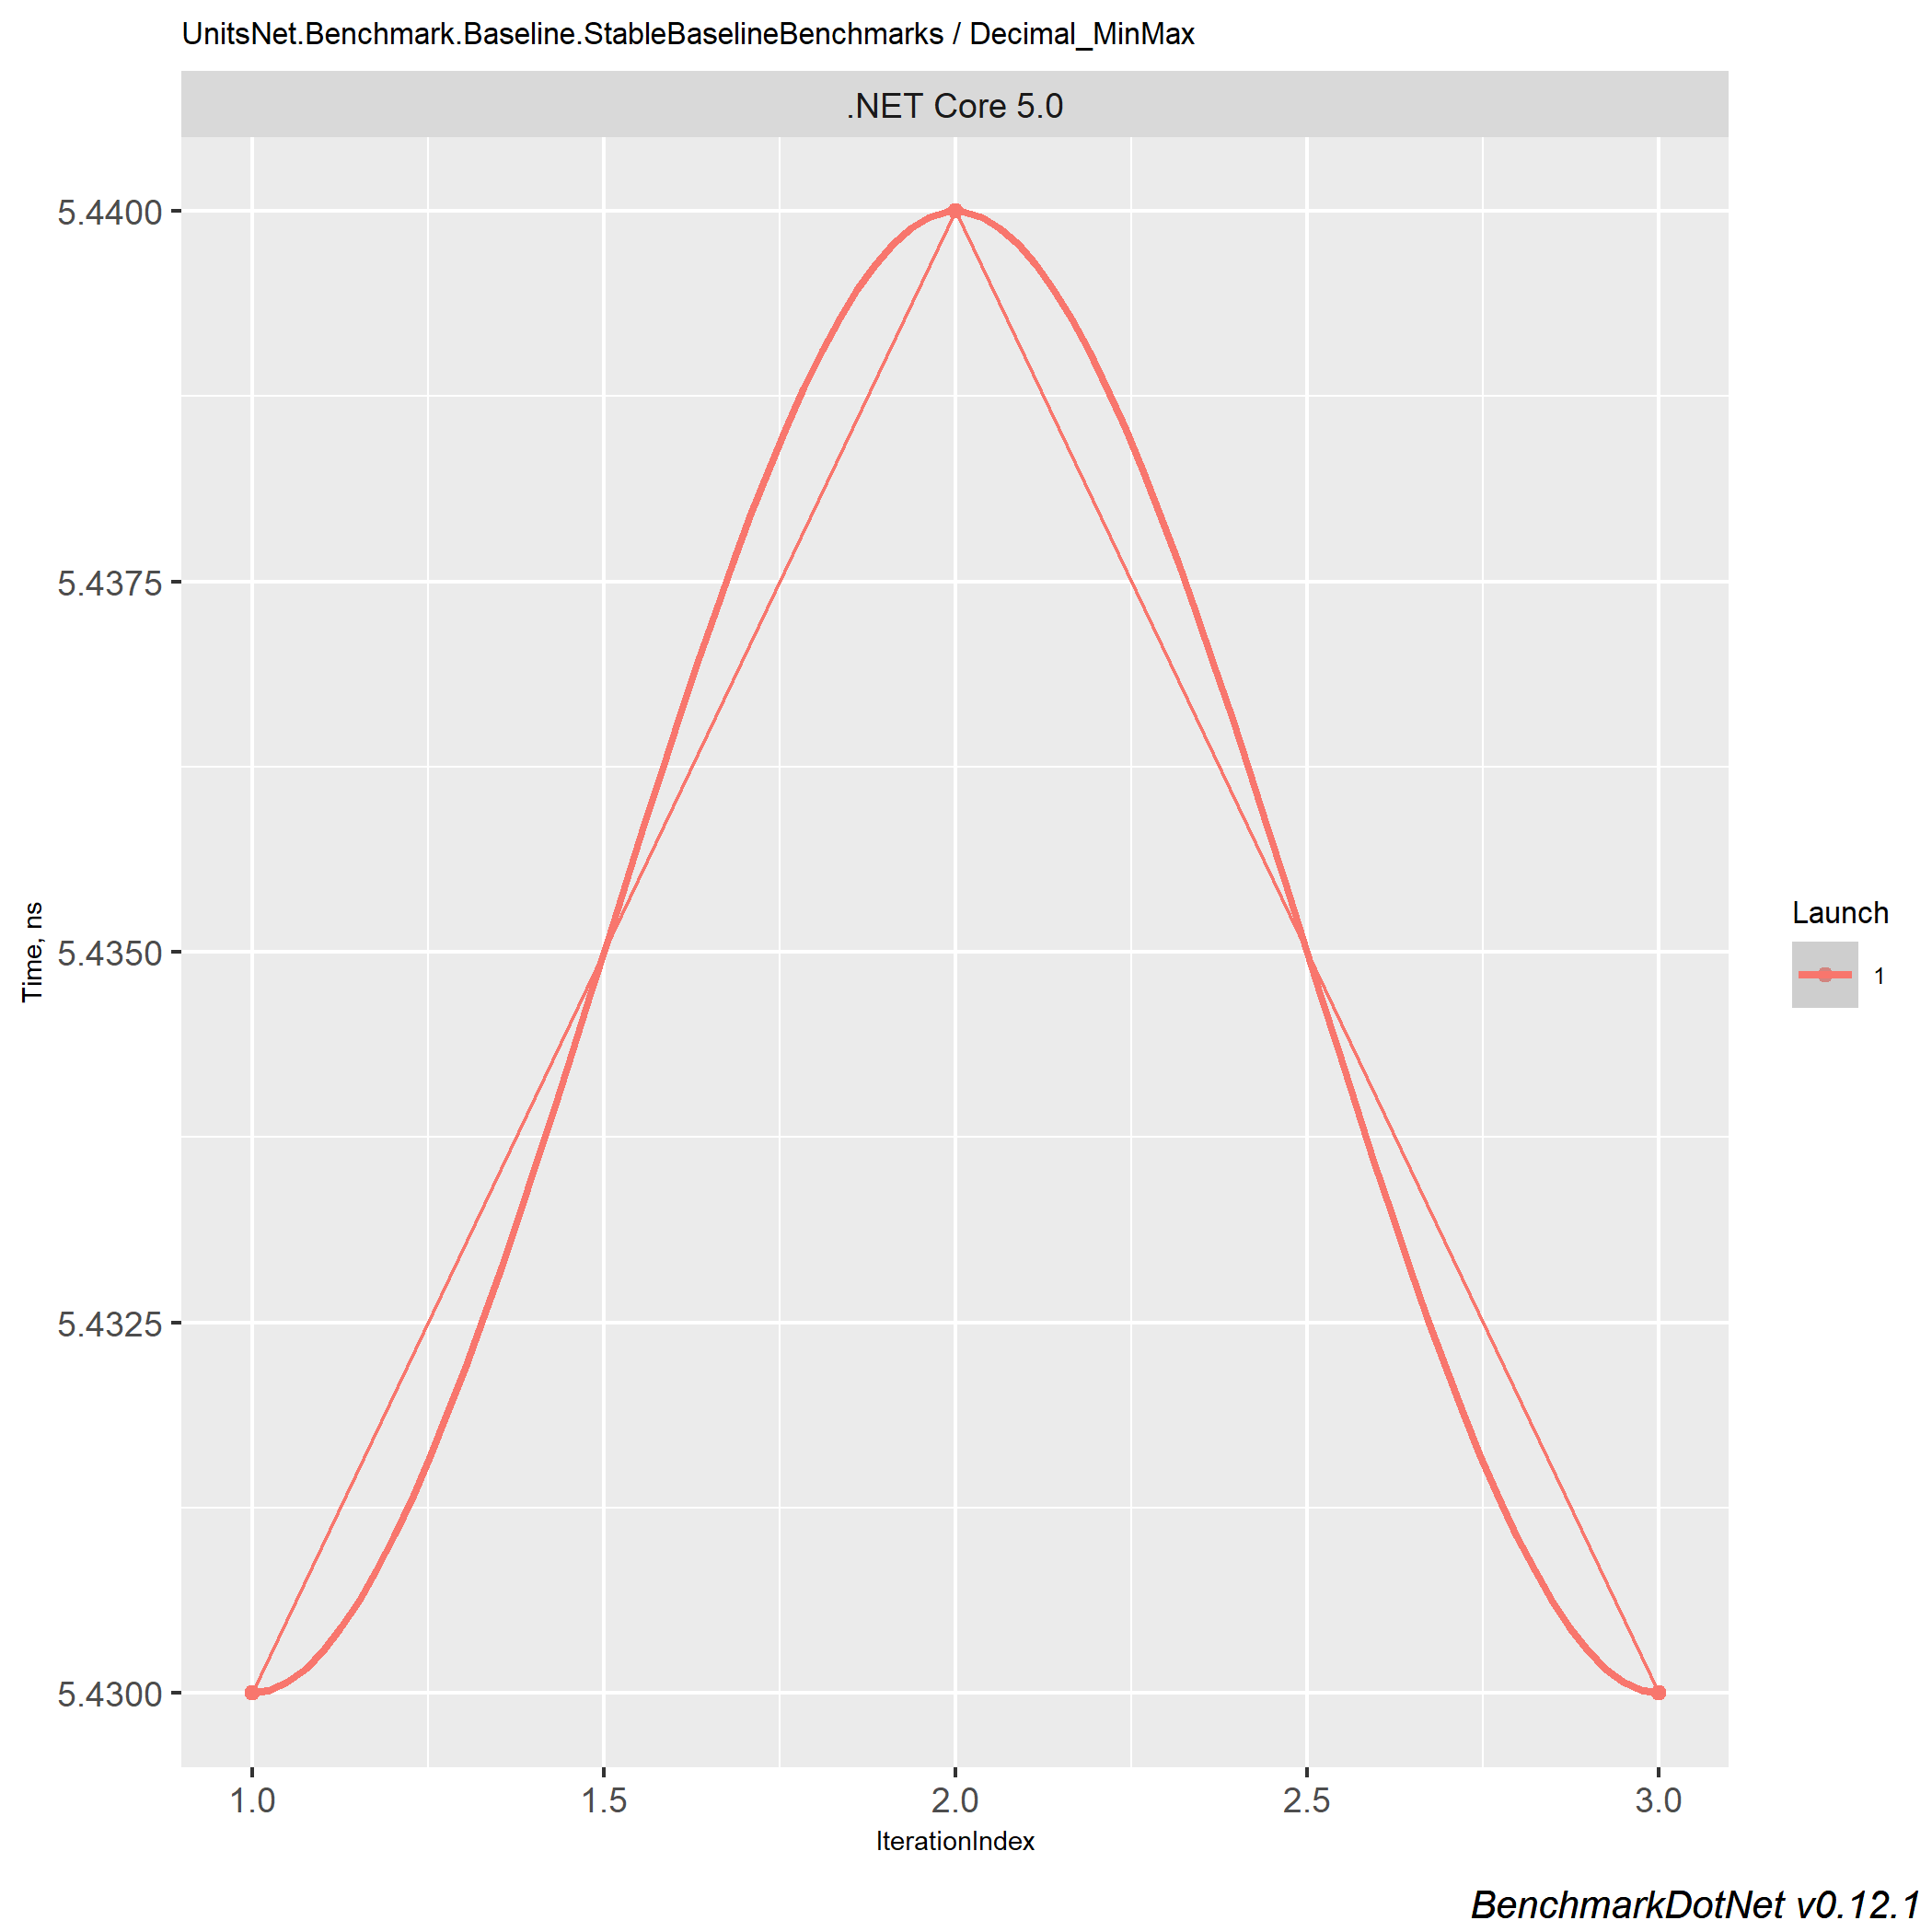 UnitsNet.Benchmark.Baseline.StableBaselineBenchmarks / Decimal_MinMax
.NET Core 5.0
5.4400
5.4375
5.4350
5.4325
5.4300
Time, ns
1.0 1.5 2.0 2.5 3.0
IterationIndex
Launch
1
BenchmarkDotNet v0.12.1